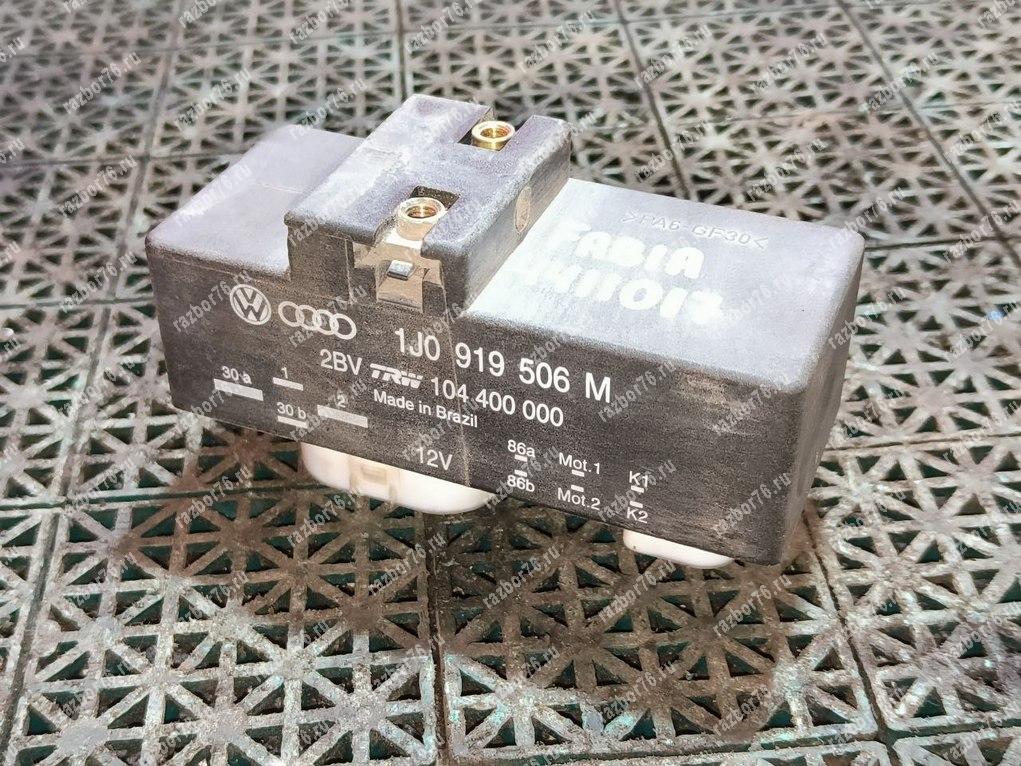 >PA6 GF30<
FABIA
1J0 919 506 M
2BV TRW 104 400 000
Made in Brazil
30 a 1
30 b 2
12V
86a Mot.1 K1
86b Mot.2 K2
razor76.ru